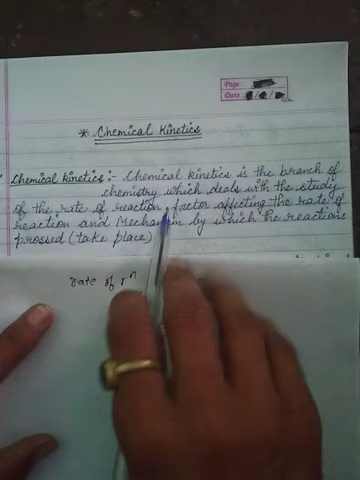 Page:
Date: / /
* Chemical Kinetics
Chemical kinetics:- Chemical kinetics is the branch of
chemistry which deals with the study
of the rate of reaction, factor affecting the rate of
reaction and Mechanism by which the reactions
prossed (take place)
rate of rⁿ